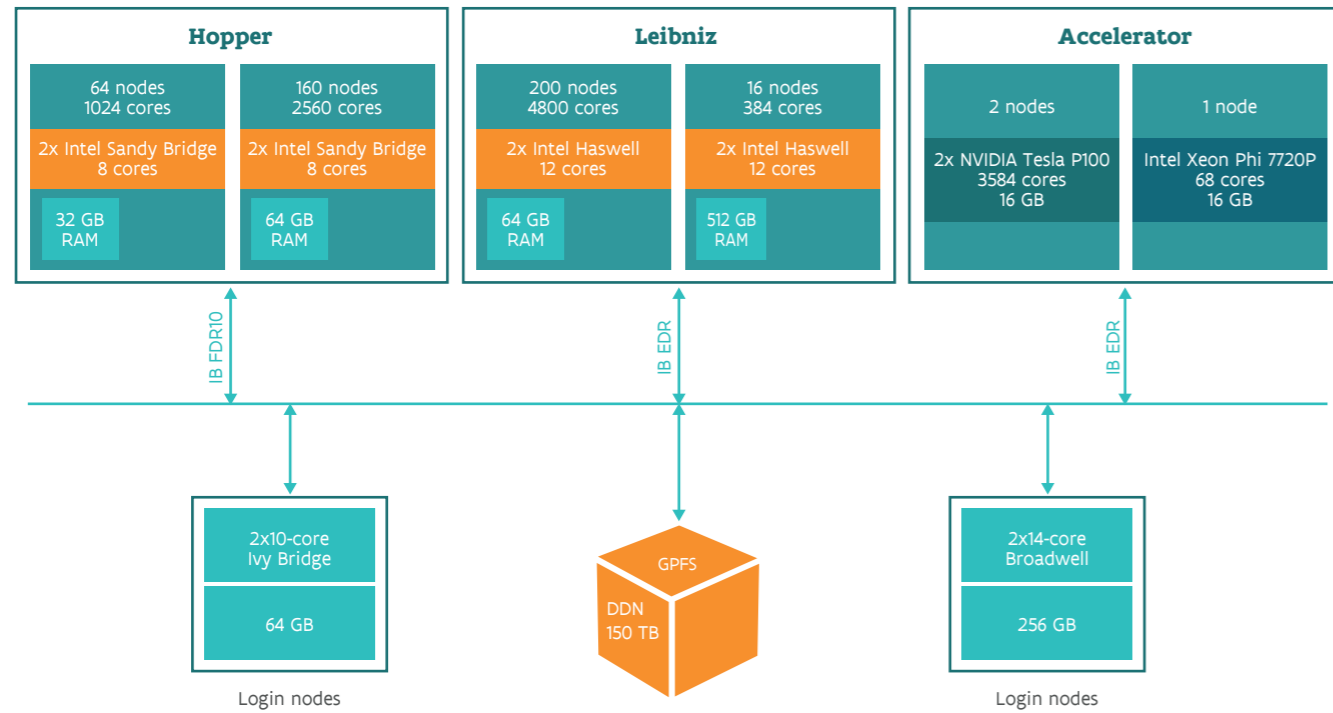 Hopper
64 nodes
1024 cores
2x Intel Sandy Bridge
8 cores
32 GB
RAM
160 nodes
2560 cores
2x Intel Sandy Bridge
8 cores
64 GB
RAM
Leibniz
200 nodes
4800 cores
2x Intel Haswell
12 cores
64 GB
RAM
16 nodes
384 cores
2x Intel Haswell
12 cores
512 GB
RAM
Accelerator
2 nodes
2x NVIDIA Tesla P100
3584 cores
16 GB
1 node
Intel Xeon Phi 7720P
68 cores
16 GB
IB FDR10
IB EDR
IB EDR
2x10-core
Ivy Bridge
64 GB
Login nodes
GPFS
DDN
150 TB
2x14-core
Broadwell
256 GB
Login nodes